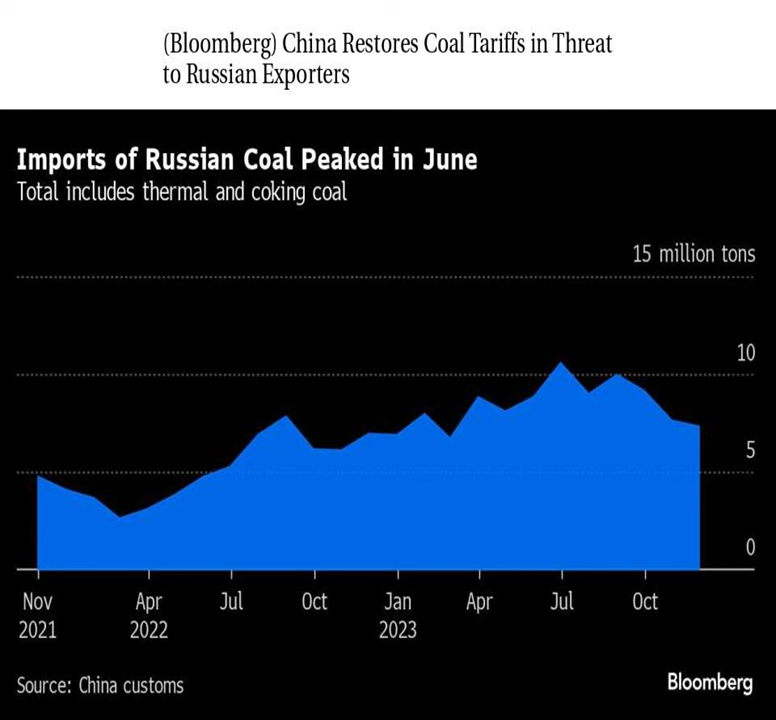 (Bloomberg) China Restores Coal Tariffs in Threat
to Russian Exporters
Imports of Russian Coal Peaked in June
Total includes thermal and coking coal
15 million tons
10
5
0
Nov Apr Jul Oct Jan Apr Jul Oct
2021 2022 2023
Source: China customs
Bloomberg